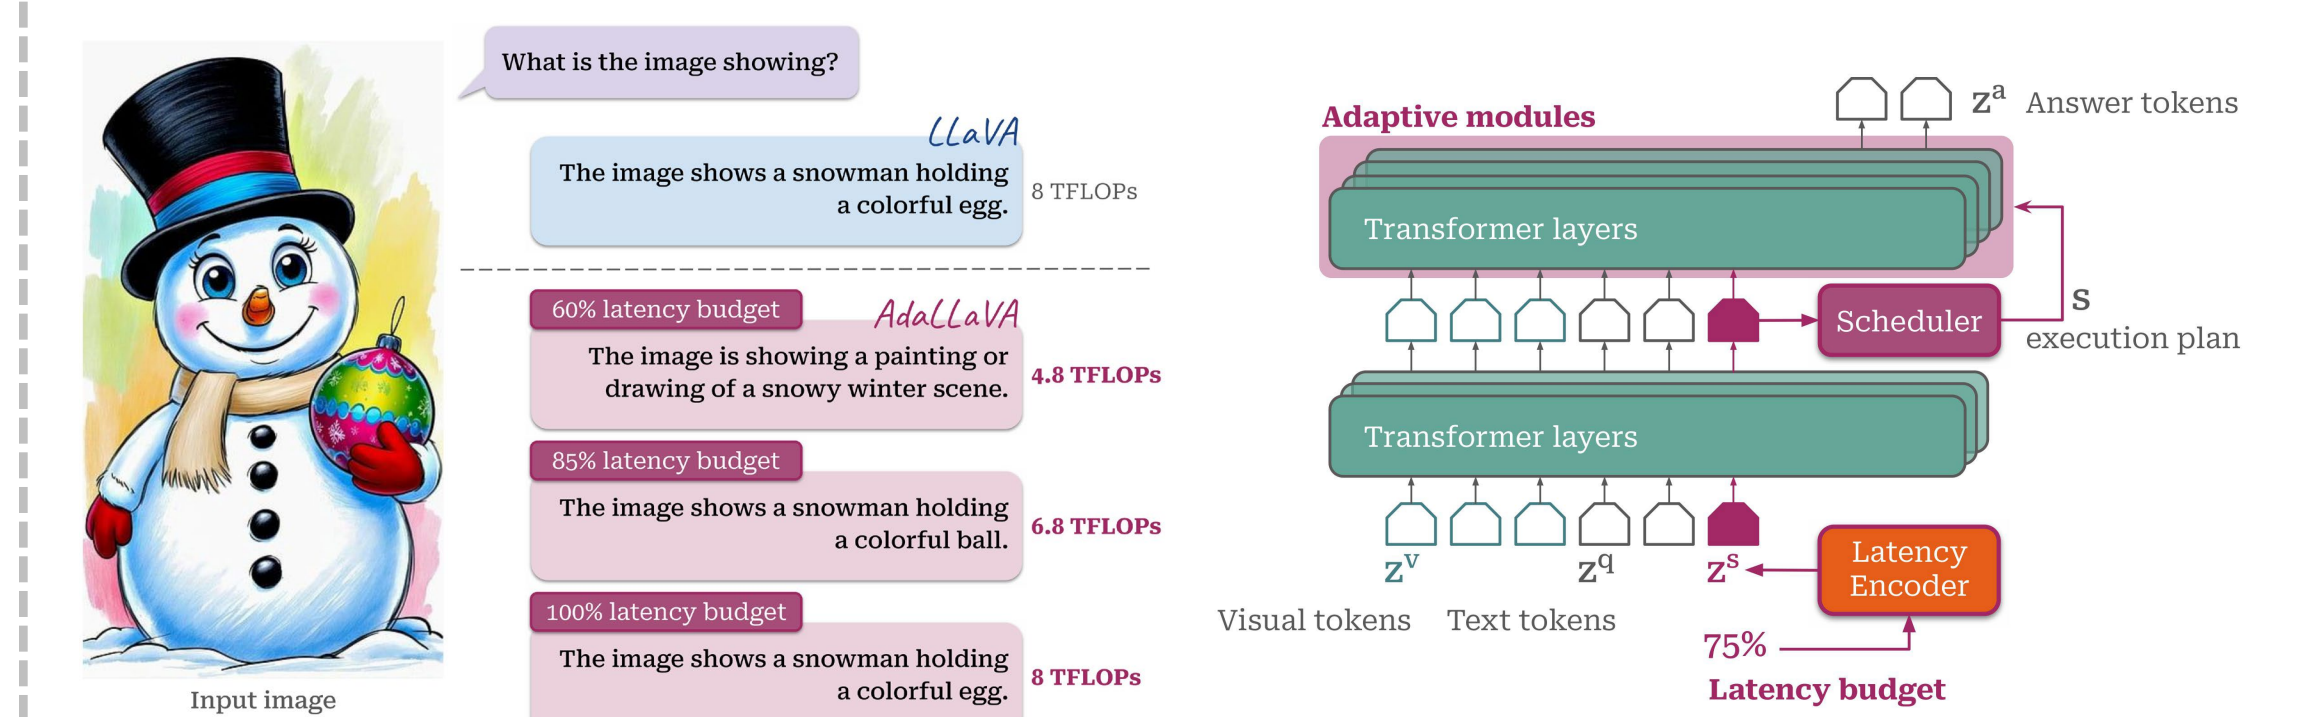 What is the image showing?
LLaVA
The image shows a snowman holding
a colorful egg.
8 TFLOPs
60% latency budget
AdaLLaVA
The image is showing a painting or
drawing of a snowy winter scene.
4.8 TFLOPs
85% latency budget
The image shows a snowman holding
a colorful ball.
6.8 TFLOPs
100% latency budget
The image shows a snowman holding
a colorful egg.
8 TFLOPs
Input image
Adaptive modules
z^a Answer tokens
Transformer layers
Scheduler
s
execution plan
Transformer layers
z^v
z^q
z^s
Latency
Encoder
Visual tokens
Text tokens
75%
Latency budget